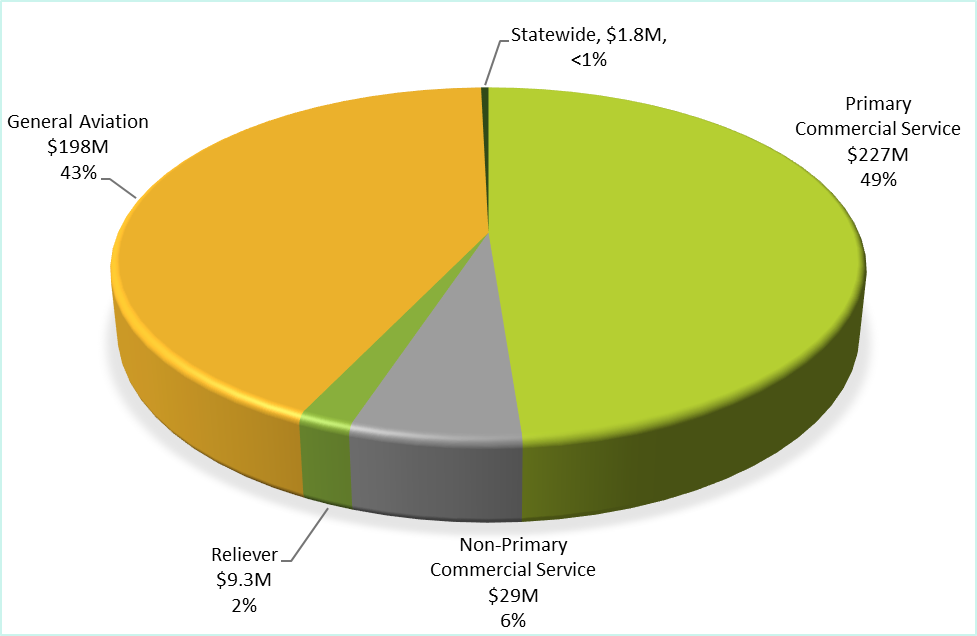 Statewide, $1.8M,
<1%
Primary
Commercial Service
$227M
49%
General Aviation
$198M
43%
Reliever
$9.3M
2%
Non-Primary
Commercial Service
$29M
6%